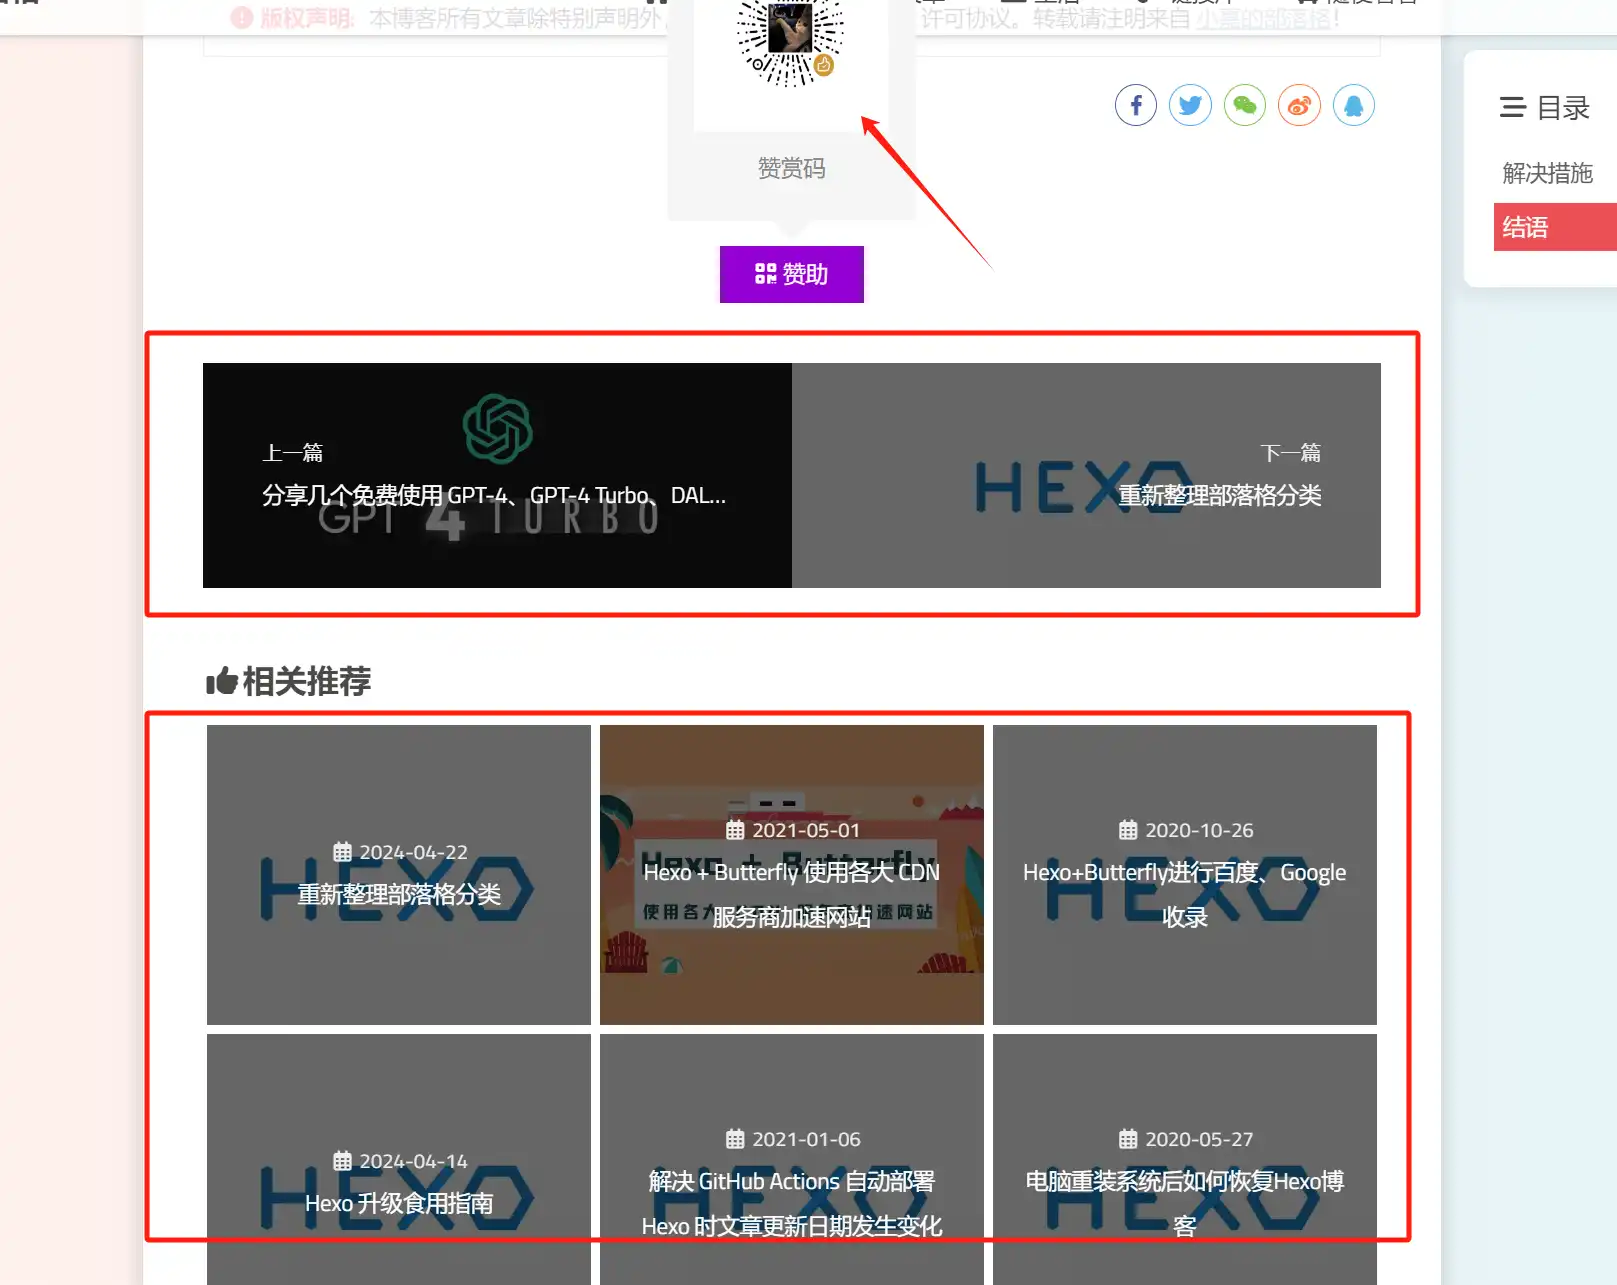 版权声明: 本博客所有文章除特别声明外
许可协议。转载请注明来自 小嘉的部落格!
目录
解决措施
结语
赞赏码
赞助
上一篇
分享几个免费使用 GPT-4、GPT-4 Turbo、DAL...
GPT 4 TURBO
下一篇
重新整理部落格分类
HEXO
相关推荐
2024-04-22
重新整理部落格分类
HEXO
2021-05-01
Hexo + Butterfly 使用各大 CDN
服务商加速网站
Hexo + Butterfly
2020-10-26
Hexo+Butterfly进行百度、Google
收录
HEXO
2024-04-14
Hexo 升级食用指南
HEXO
2021-01-06
解决 GitHub Actions 自动部署
Hexo 时文章更新日期发生变化
HEXO
2020-05-27
电脑重装系统后如何恢复Hexo博
客
HEXO